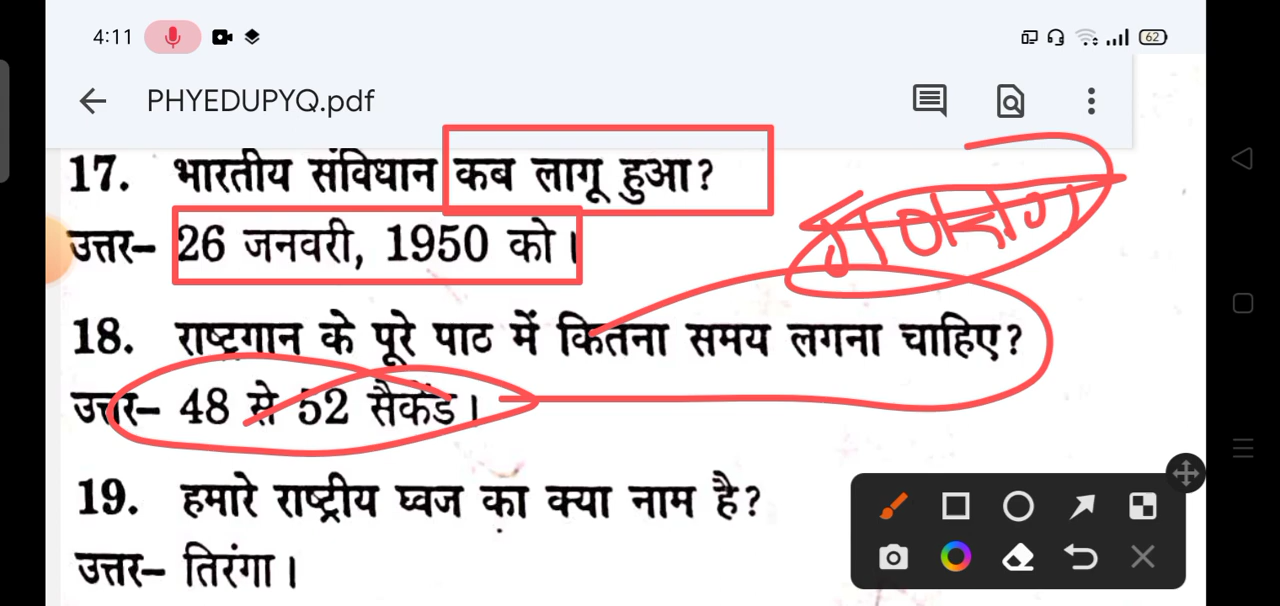 4:11
62
PHYEDUPYQ.pdf
17. भारतीय संविधान कब लागू हुआ?
उत्तर– 26 जनवरी, 1950 को।
18. राष्ट्रगान के पूरे पाठ में कितना समय लगना चाहिए?
उत्तर– 48 से 52 सैकेंड।
19. हमारे राष्ट्रीय घ्वज का क्या नाम है?
उत्तर– तिरंगा।